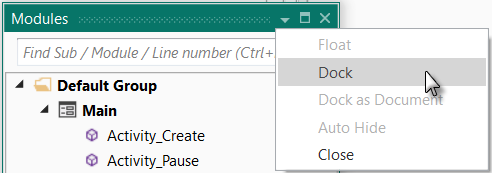 Modules
Float
Find Sub / Module / Line number (Ctrl+
Dock
Default Group
Dock as Document
Main
Auto Hide
Activity_Create
Close
Activity_Pause